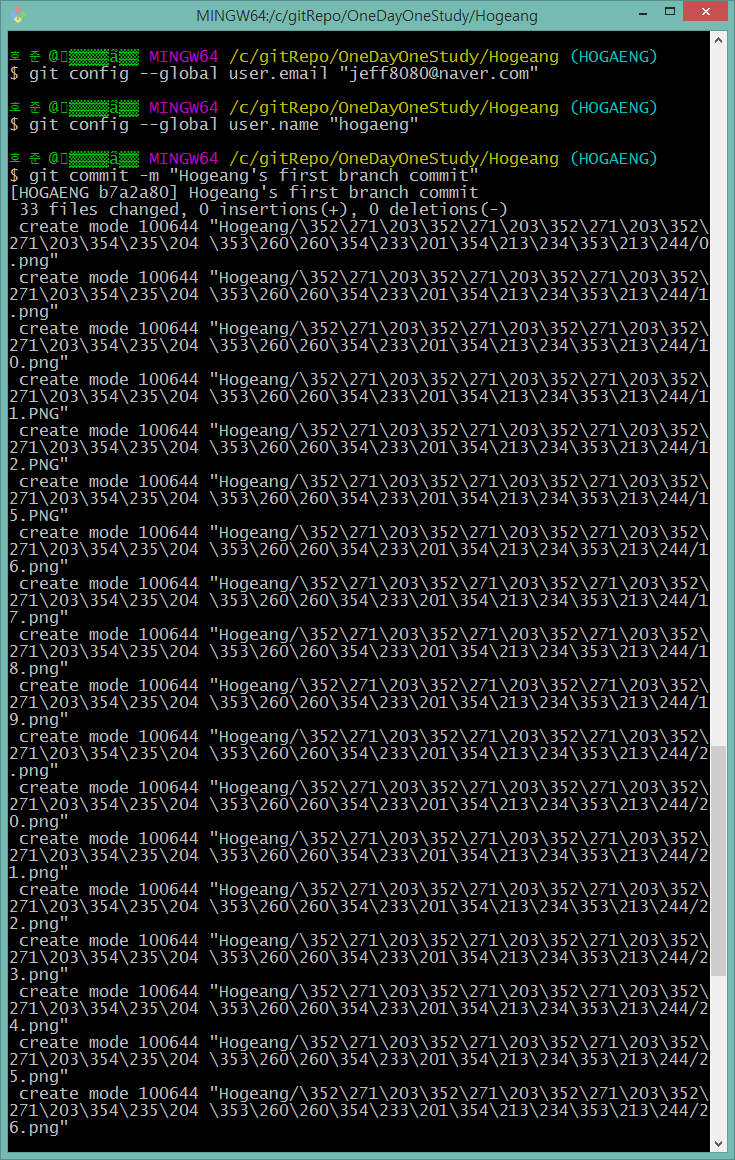 MINGW64:/c/gitRepo/OneDayOneStudy/Hogeang
호 준 @ MINGW64 /c/gitRepo/OneDayOneStudy/Hogeang (HOGAENG)
$ git config --global user.email "jeff8080@naver.com"
호 준 @ MINGW64 /c/gitRepo/OneDayOneStudy/Hogeang (HOGAENG)
$ git config --global user.name "hogaeng"
호 준 @ MINGW64 /c/gitRepo/OneDayOneStudy/Hogeang (HOGAENG)
$ git commit -m "Hogeang's first branch commit"
[HOGAENG b7a2a80] Hogeang's first branch commit
 33 files changed, 0 insertions(+), 0 deletions(-)
 create mode 100644 "Hogeang/\352\271\203\352\271\203\352\271\203\352\
271\203\354\235\204 \353\260\260\354\233\201\354\213\234\353\213\244/0
.png"
 create mode 100644 "Hogeang/\352\271\203\352\271\203\352\271\203\352\
271\203\354\235\204 \353\260\260\354\233\201\354\213\234\353\213\244/1
.png"
 create mode 100644 "Hogeang/\352\271\203\352\271\203\352\271\203\352\
271\203\354\235\204 \353\260\260\354\233\201\354\213\234\353\213\244/1
0.png"
 create mode 100644 "Hogeang/\352\271\203\352\271\203\352\271\203\352\
271\203\354\235\204 \353\260\260\354\233\201\354\213\234\353\213\244/1
1.PNG"
 create mode 100644 "Hogeang/\352\271\203\352\271\203\352\271\203\352\
271\203\354\235\204 \353\260\260\354\233\201\354\213\234\353\213\244/1
2.PNG"
 create mode 100644 "Hogeang/\352\271\203\352\271\203\352\271\203\352\
271\203\354\235\204 \353\260\260\354\233\201\354\213\234\353\213\244/1
5.PNG"
 create mode 100644 "Hogeang/\352\271\203\352\271\203\352\271\203\352\
271\203\354\235\204 \353\260\260\354\233\201\354\213\234\353\213\244/1
6.png"
 create mode 100644 "Hogeang/\352\271\203\352\271\203\352\271\203\352\
271\203\354\235\204 \353\260\260\354\233\201\354\213\234\353\213\244/1
7.png"
 create mode 100644 "Hogeang/\352\271\203\352\271\203\352\271\203\352\
271\203\354\235\204 \353\260\260\354\233\201\354\213\234\353\213\244/1
8.png"
 create mode 100644 "Hogeang/\352\271\203\352\271\203\352\271\203\352\
271\203\354\235\204 \353\260\260\354\233\201\354\213\234\353\213\244/1
9.png"
 create mode 100644 "Hogeang/\352\271\203\352\271\203\352\271\203\352\
271\203\354\235\204 \353\260\260\354\233\201\354\213\234\353\213\244/2
.png"
 create mode 100644 "Hogeang/\352\271\203\352\271\203\352\271\203\352\
271\203\354\235\204 \353\260\260\354\233\201\354\213\234\353\213\244/2
0.png"
 create mode 100644 "Hogeang/\352\271\203\352\271\203\352\271\203\352\
271\203\354\235\204 \353\260\260\354\233\201\354\213\234\353\213\244/2
1.png"
 create mode 100644 "Hogeang/\352\271\203\352\271\203\352\271\203\352\
271\203\354\235\204 \353\260\260\354\233\201\354\213\234\353\213\244/2
2.png"
 create mode 100644 "Hogeang/\352\271\203\352\271\203\352\271\203\352\
271\203\354\235\204 \353\260\260\354\233\201\354\213\234\353\213\244/2
3.png"
 create mode 100644 "Hogeang/\352\271\203\352\271\203\352\271\203\352\
271\203\354\235\204 \353\260\260\354\233\201\354\213\234\353\213\244/2
4.png"
 create mode 100644 "Hogeang/\352\271\203\352\271\203\352\271\203\352\
271\203\354\235\204 \353\260\260\354\233\201\354\213\234\353\213\244/2
5.png"
 create mode 100644 "Hogeang/\352\271\203\352\271\203\352\271\203\352\
271\203\354\235\204 \353\260\260\354\233\201\354\213\234\353\213\244/2
6.png"